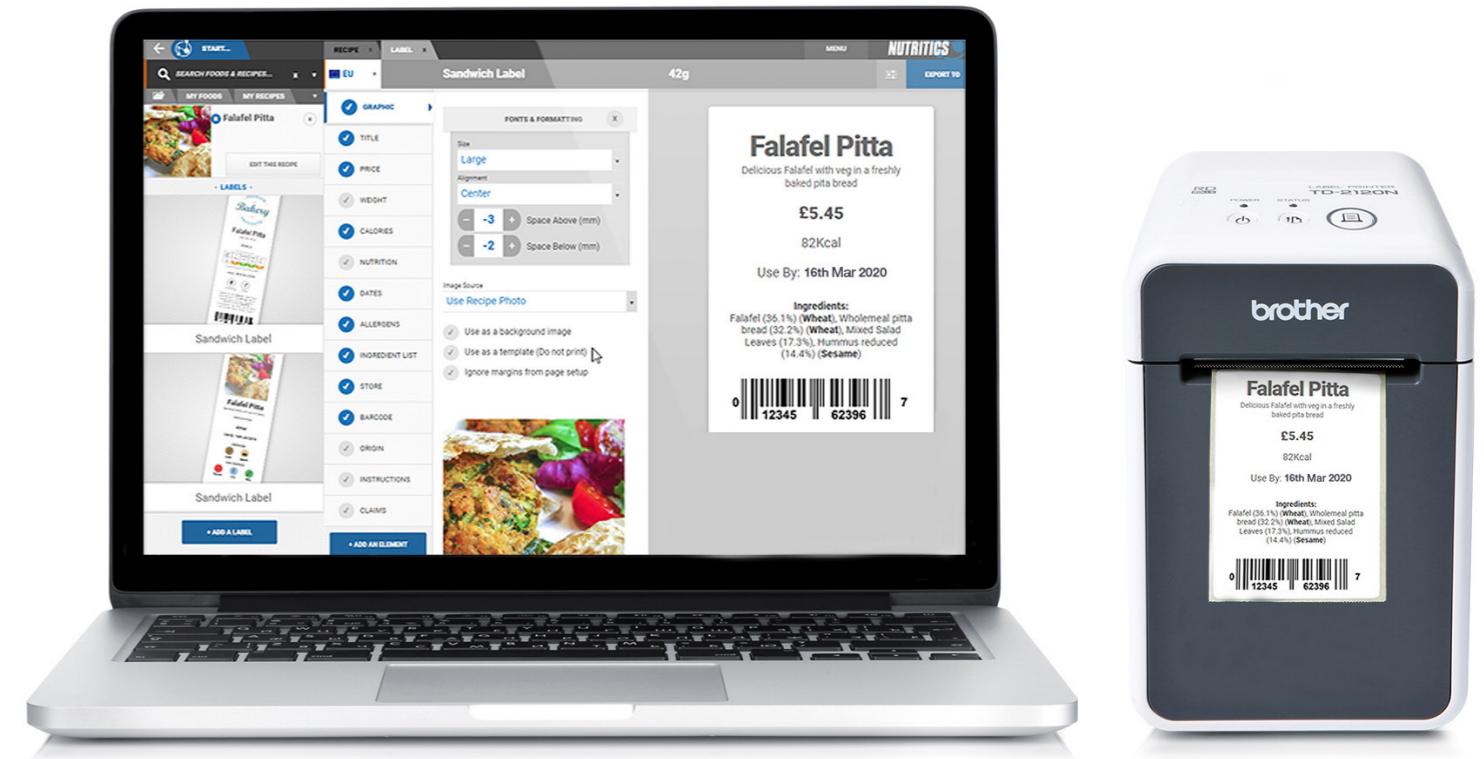 START...
RECIPE x
LABEL x
MENU
NUTRITICS
SEARCH FOODS & RECIPES... x
EU
Sandwich Label
42g
EXPORT TO
MY FOODS
MY RECIPES
Falafel Pitta
x
EDIT THIS RECIPE
- LABELS -
Bakery
Falafel Pitta
Sandwich Label
Falafel Pitta
Sandwich Label
+ ADD A LABEL
GRAPHIC
TITLE
PRICE
WEIGHT
CALORIES
NUTRITION
DATES
ALLERGENS
INGREDIENT LIST
STORE
BARCODE
ORIGIN
INSTRUCTIONS
CLAIMS
+ ADD AN ELEMENT
FONTS & FORMATTING
X
Size
Large
Alignment
Center
- -3 + Space Above (mm)
- -2 + Space Below (mm)
Image Source
Use Recipe Photo
Use as a background image
Use as a template (Do not print)
Ignore margins from page setup
Falafel Pitta
Delicious Falafel with veg in a freshly
baked pita bread
£5.45
82Kcal
Use By: 16th Mar 2020
Ingredients:
Falafel (36.1%) (Wheat), Wholemeal pitta
bread (32.2%) (Wheat), Mixed Salad
Leaves (17.3%), Hummus reduced
(14.4%) (Sesame)
0 12345 62396 7
LABEL PRINTER
TD-2120N
POWER
STATUS
brother
Falafel Pitta
Delicious Falafel with veg in a freshly
baked pita bread
£5.45
82Kcal
Use By: 16th Mar 2020
Ingredients:
Falafel (36.1%) (Wheat), Wholemeal pitta
bread (32.2%) (Wheat), Mixed Salad
Leaves (17.3%), Hummus reduced
(14.4%) (Sesame)
0 12345 62396 7